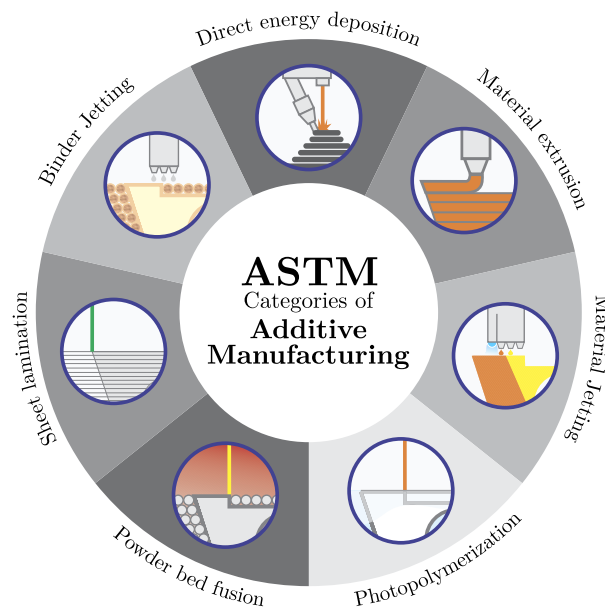 Direct energy deposition
Material extrusion
Material Jetting
Photopolymerization
Powder bed fusion
Sheet lamination
Binder Jetting
ASTM
Categories of
Additive
Manufacturing